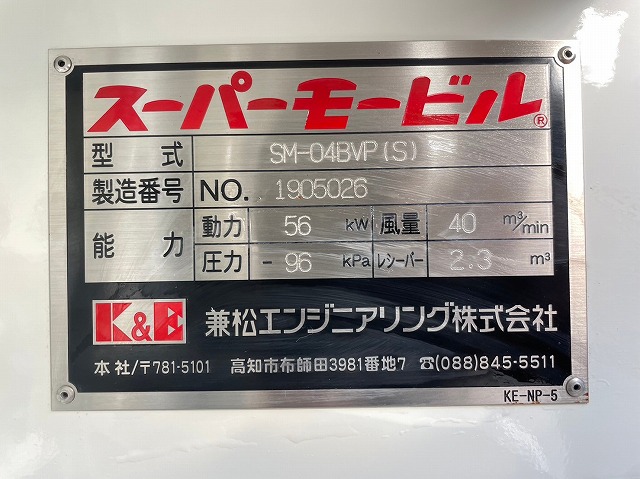 スーパーモービル®
型式 SM-04BVP(S)
製造番号 NO. 1905026
能力 動力 56 kW 風量 40 m³/min
圧力 - 96 kPa レシーバー 2.3 m³
K&E 兼松エンジニアリング株式会社
本社/〒781-5101 高知市布師田3981番地7 ☎(088)845-5511
KE-NP-5